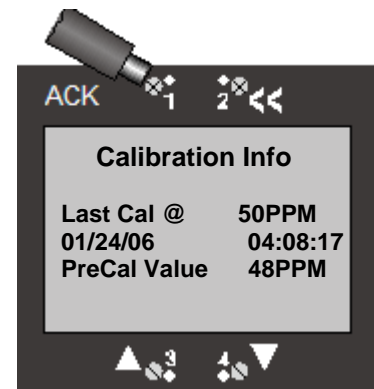 ACK 1 2 <<
Calibration Info
Last Cal @ 50PPM
01/24/06 04:08:17
PreCal Value 48PPM
3 4